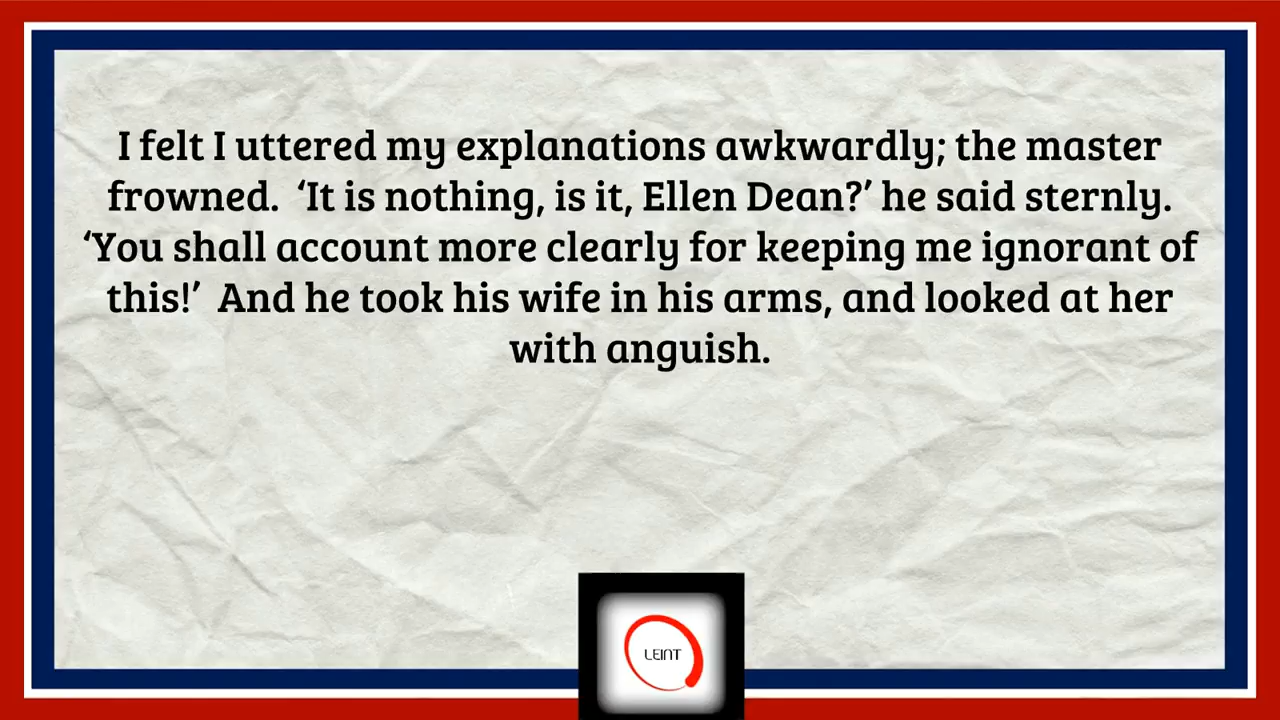 I felt I uttered my explanations awkwardly; the master
frowned.  ‘It is nothing, is it, Ellen Dean?’ he said sternly.
‘You shall account more clearly for keeping me ignorant of
this!’  And he took his wife in his arms, and looked at her
with anguish.
LEINT